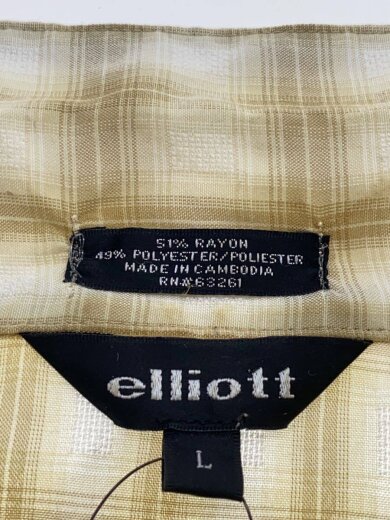 51% RAYON
49% POLYESTER/POLIESTER
MADE IN CAMBODIA
RN#63261
elliott
L